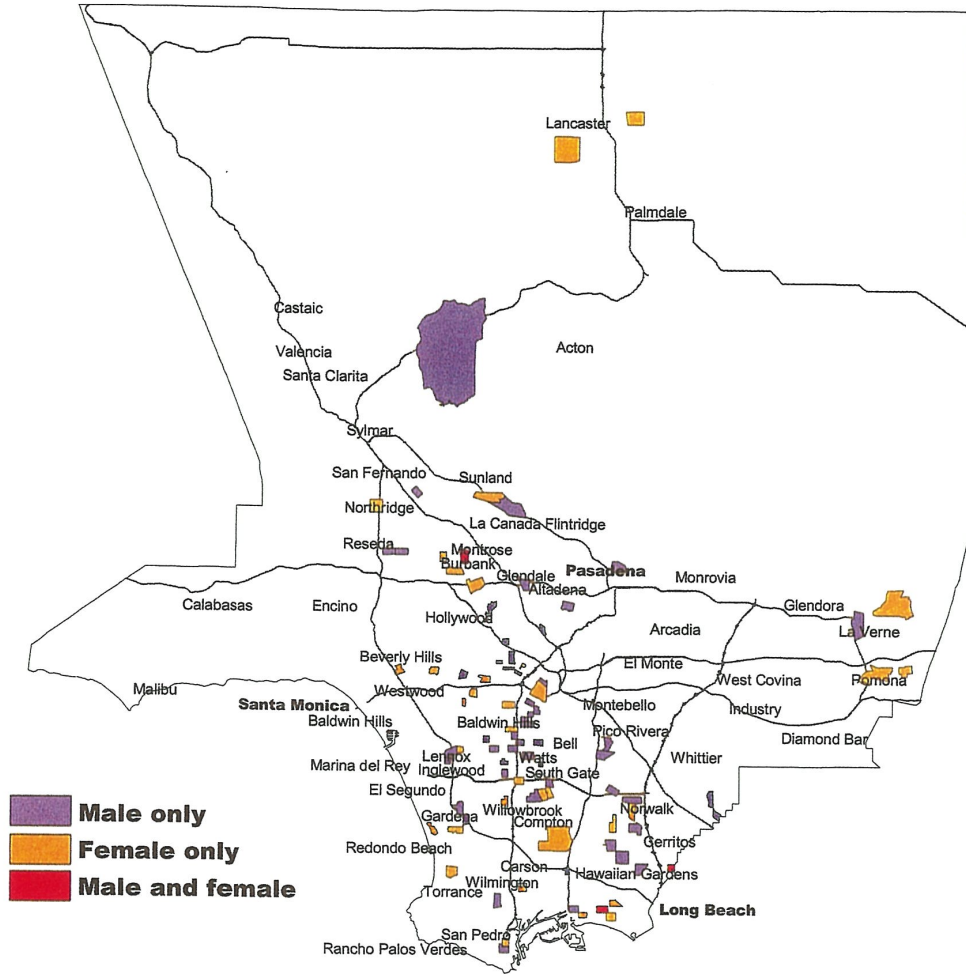 Lancaster
Palmdale
Castaic
Acton
Valencia
Santa Clarita
Sylmar
San Fernando
Sunland
Northridge
La Canada Flintridge
Reseda
Montrose
Burbank
Glendale
Pasadena
Monrovia
Altadena
Calabasas
Encino
Hollywood
Glendora
Arcadia
La Verne
Beverly Hills
El Monte
Malibu
Westwood
West Covina
Pomona
Santa Monica
Montebello
Industry
Baldwin Hills
Baldwin Hills
Pico Rivera
Bell
Diamond Bar
Marina del Rey
Lennox
Watts
Whittier
Inglewood
South Gate
El Segundo
Male only
Gardena
Willowbrook
Norwalk
Compton
Female only
Redondo Beach
Cerritos
Male and female
Carson
Hawaiian Gardens
Torrance
Wilmington
Long Beach
San Pedro
Rancho Palos Verdes